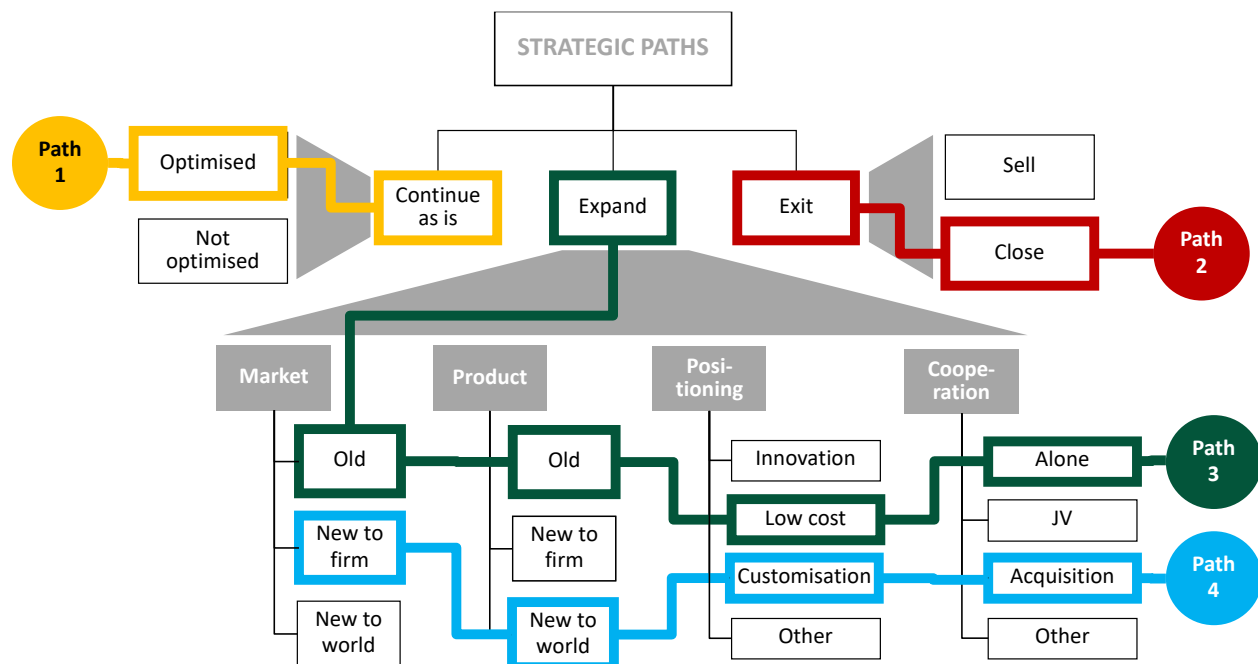 STRATEGIC PATHS
Path
1
Optimised
Not
optimised
Continue
as is
Expand
Exit
Sell
Close
Path
2
Market
Old
New to
firm
New to
world
Product
Old
New to
firm
New to
world
Posi-
tioning
Innovation
Low cost
Customisation
Other
Coope-
ration
Alone
JV
Acquisition
Other
Path
3
Path
4